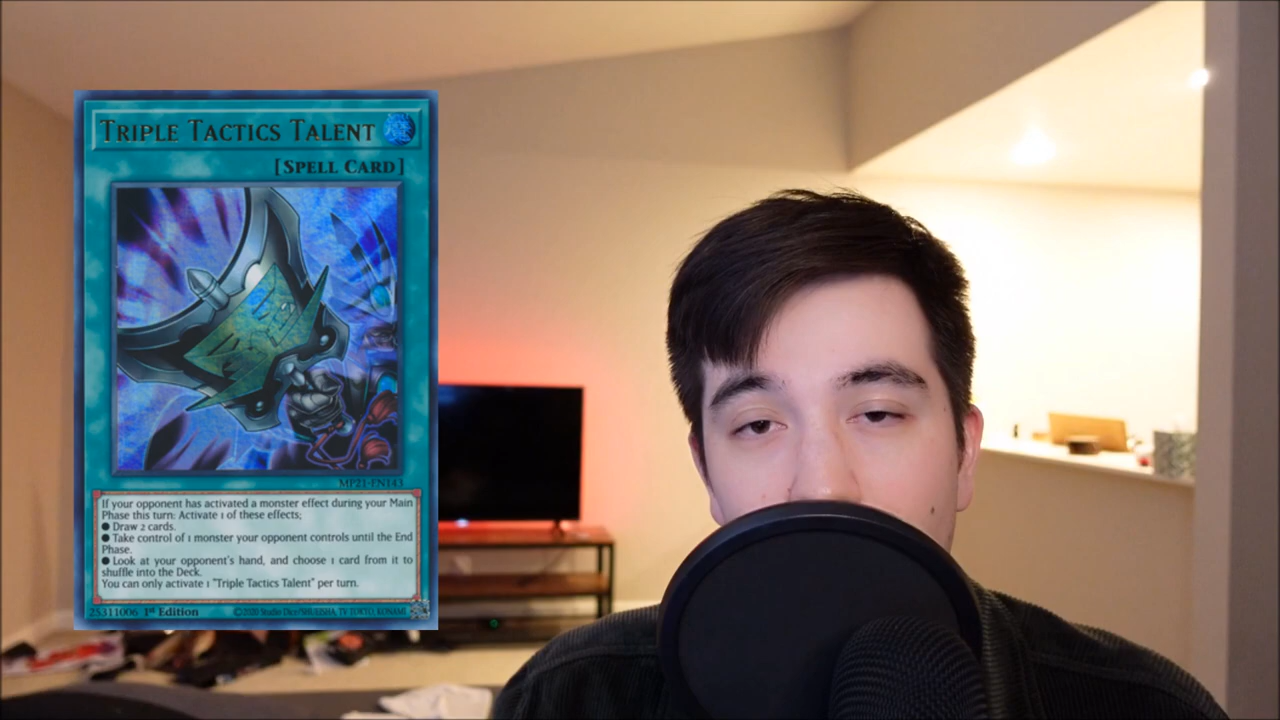 TRIPLE TACTICS TALENT
[SPELL CARD]
MP21-EN143
If your opponent has activated a monster effect during your Main
Phase this turn: Activate 1 of these effects;
● Draw 2 cards.
● Take control of 1 monster your opponent controls until the End
Phase.
● Look at your opponent's hand, and choose 1 card from it to
shuffle into the Deck.
You can only activate 1 "Triple Tactics Talent" per turn.
25311006 1st Edition ©2020 Studio Dice/SHUEISHA, TV TOKYO, KONAMI